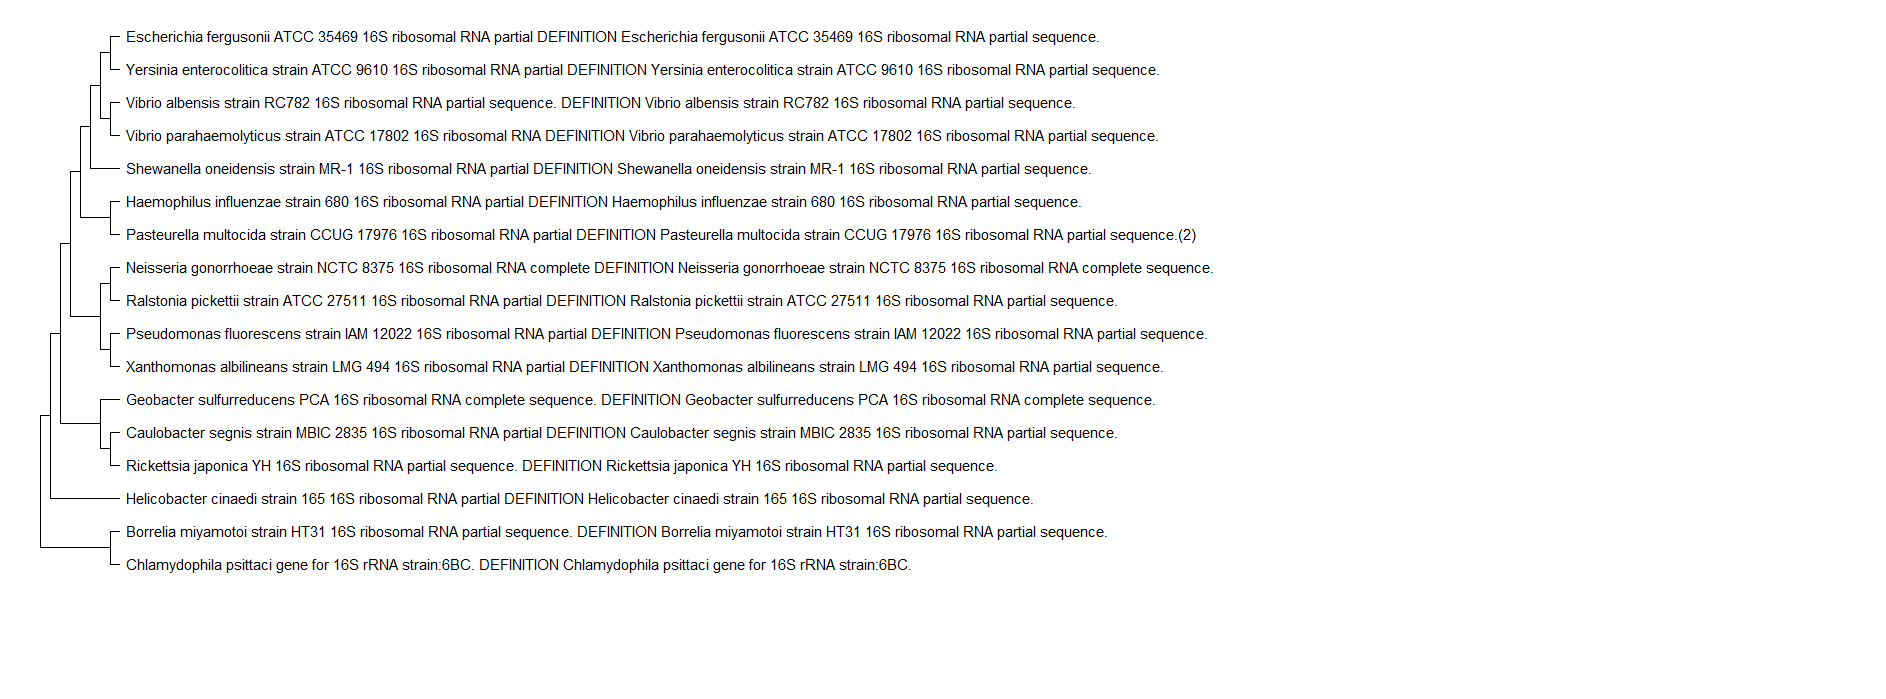 Escherichia fergusonii ATCC 35469 16S ribosomal RNA partial DEFINITION Escherichia fergusonii ATCC 35469 16S ribosomal RNA partial sequence.
Yersinia enterocolitica strain ATCC 9610 16S ribosomal RNA partial DEFINITION Yersinia enterocolitica strain ATCC 9610 16S ribosomal RNA partial sequence.
Vibrio albensis strain RC782 16S ribosomal RNA partial sequence. DEFINITION Vibrio albensis strain RC782 16S ribosomal RNA partial sequence.
Vibrio parahaemolyticus strain ATCC 17802 16S ribosomal RNA DEFINITION Vibrio parahaemolyticus strain ATCC 17802 16S ribosomal RNA partial sequence.
Shewanella oneidensis strain MR-1 16S ribosomal RNA partial DEFINITION Shewanella oneidensis strain MR-1 16S ribosomal RNA partial sequence.
Haemophilus influenzae strain 680 16S ribosomal RNA partial DEFINITION Haemophilus influenzae strain 680 16S ribosomal RNA partial sequence.
Pasteurella multocida strain CCUG 17976 16S ribosomal RNA partial DEFINITION Pasteurella multocida strain CCUG 17976 16S ribosomal RNA partial sequence.(2)
Neisseria gonorrhoeae strain NCTC 8375 16S ribosomal RNA complete DEFINITION Neisseria gonorrhoeae strain NCTC 8375 16S ribosomal RNA complete sequence.
Ralstonia pickettii strain ATCC 27511 16S ribosomal RNA partial DEFINITION Ralstonia pickettii strain ATCC 27511 16S ribosomal RNA partial sequence.
Pseudomonas fluorescens strain IAM 12022 16S ribosomal RNA partial DEFINITION Pseudomonas fluorescens strain IAM 12022 16S ribosomal RNA partial sequence.
Xanthomonas albilineans strain LMG 494 16S ribosomal RNA partial DEFINITION Xanthomonas albilineans strain LMG 494 16S ribosomal RNA partial sequence.
Geobacter sulfurreducens PCA 16S ribosomal RNA complete sequence. DEFINITION Geobacter sulfurreducens PCA 16S ribosomal RNA complete sequence.
Caulobacter segnis strain MBIC 2835 16S ribosomal RNA partial DEFINITION Caulobacter segnis strain MBIC 2835 16S ribosomal RNA partial sequence.
Rickettsia japonica YH 16S ribosomal RNA partial sequence. DEFINITION Rickettsia japonica YH 16S ribosomal RNA partial sequence.
Helicobacter cinaedi strain 165 16S ribosomal RNA partial DEFINITION Helicobacter cinaedi strain 165 16S ribosomal RNA partial sequence.
Borrelia miyamotoi strain HT31 16S ribosomal RNA partial sequence. DEFINITION Borrelia miyamotoi strain HT31 16S ribosomal RNA partial sequence.
Chlamydophila psittaci gene for 16S rRNA strain:6BC. DEFINITION Chlamydophila psittaci gene for 16S rRNA strain:6BC.